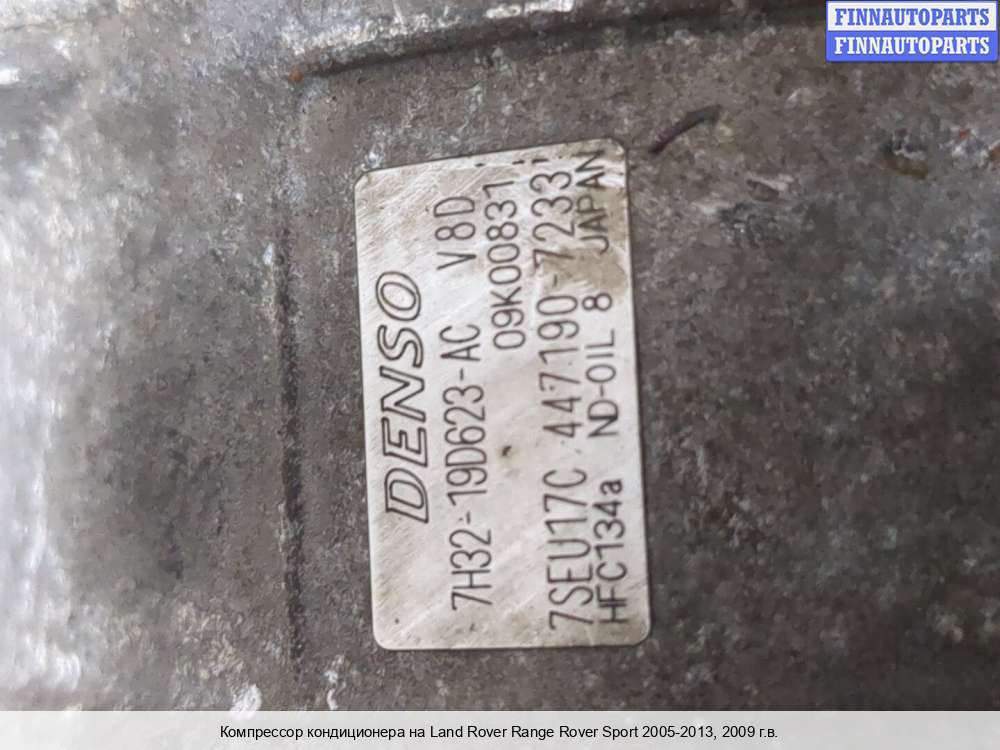 FINNAUTOPARTS
FINNAUTOPARTS
DENSO
7H32-19D623-AC V8D
09K00831
7SEU17C 447190-7233
HFC134a ND-OIL 8 JAPAN
Компрессор кондиционера на Land Rover Range Rover Sport 2005-2013, 2009 г.в.